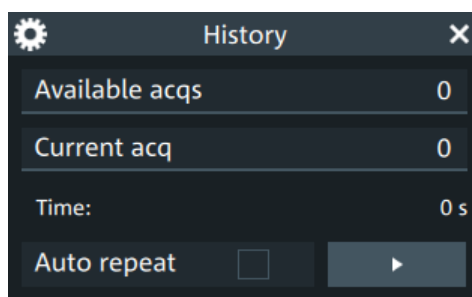 History
Available acqs 0
Current acq 0
Time: 0 s
Auto repeat